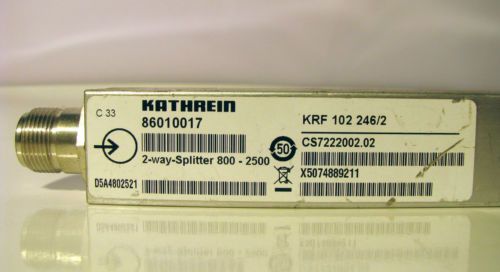 C 33
KATHREIN
86010017
2-way-Splitter 800 - 2500
D5A4802521
KRF 102 246/2
CS7222002.02
50
X5074889211